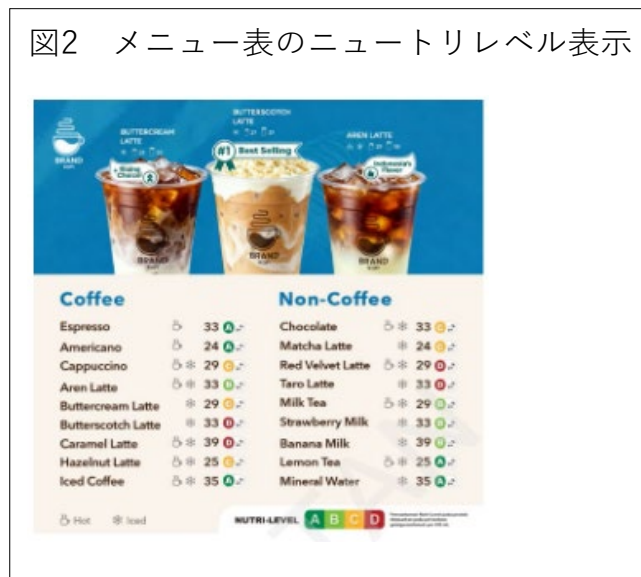 図2　メニュー表のニュートリレベル表示
BUTTERSCOTCH
LATTE
BUTTERCREAM
LATTE
AREN LATTE
BRAND
#1 Best Selling
Rising
Choice
Indonesia's
Flavor
BRAND
BRAND
BRAND
Coffee
Espresso 33 A
Americano 24 A
Cappuccino 29 C
Aren Latte 33 B
Buttercream Latte 29 C
Butterscotch Latte 33 D
Caramel Latte 39 D
Hazelnut Latte 25 C
Iced Coffee 35 A
Non-Coffee
Chocolate 33 C
Matcha Latte 24 C
Red Velvet Latte 29 D
Taro Latte 33 D
Milk Tea 29 B
Strawberry Milk 33 B
Banana Milk 39 B
Lemon Tea 25 A
Mineral Water 35 A
Hot Iced
NUTRI-LEVEL A B C D